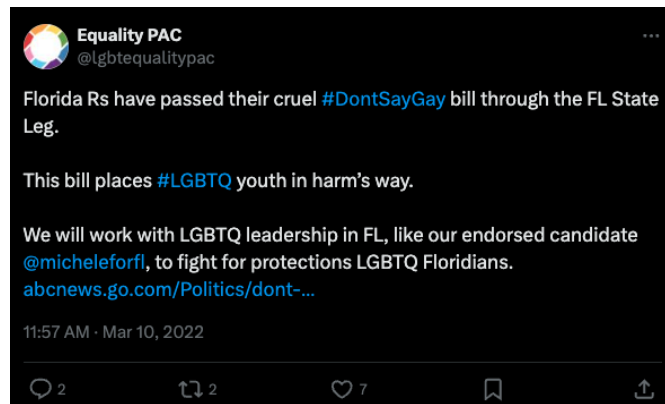 Equality PAC
@lgbtequalitypac
Florida Rs have passed their cruel #DontSayGay bill through the FL State
Leg.
This bill places #LGBTQ youth in harm's way.
We will work with LGBTQ leadership in FL, like our endorsed candidate
@micheleforfl, to fight for protections LGBTQ Floridians.
abcnews.go.com/Politics/dont-...
11:57 AM · Mar 10, 2022
2 2 7